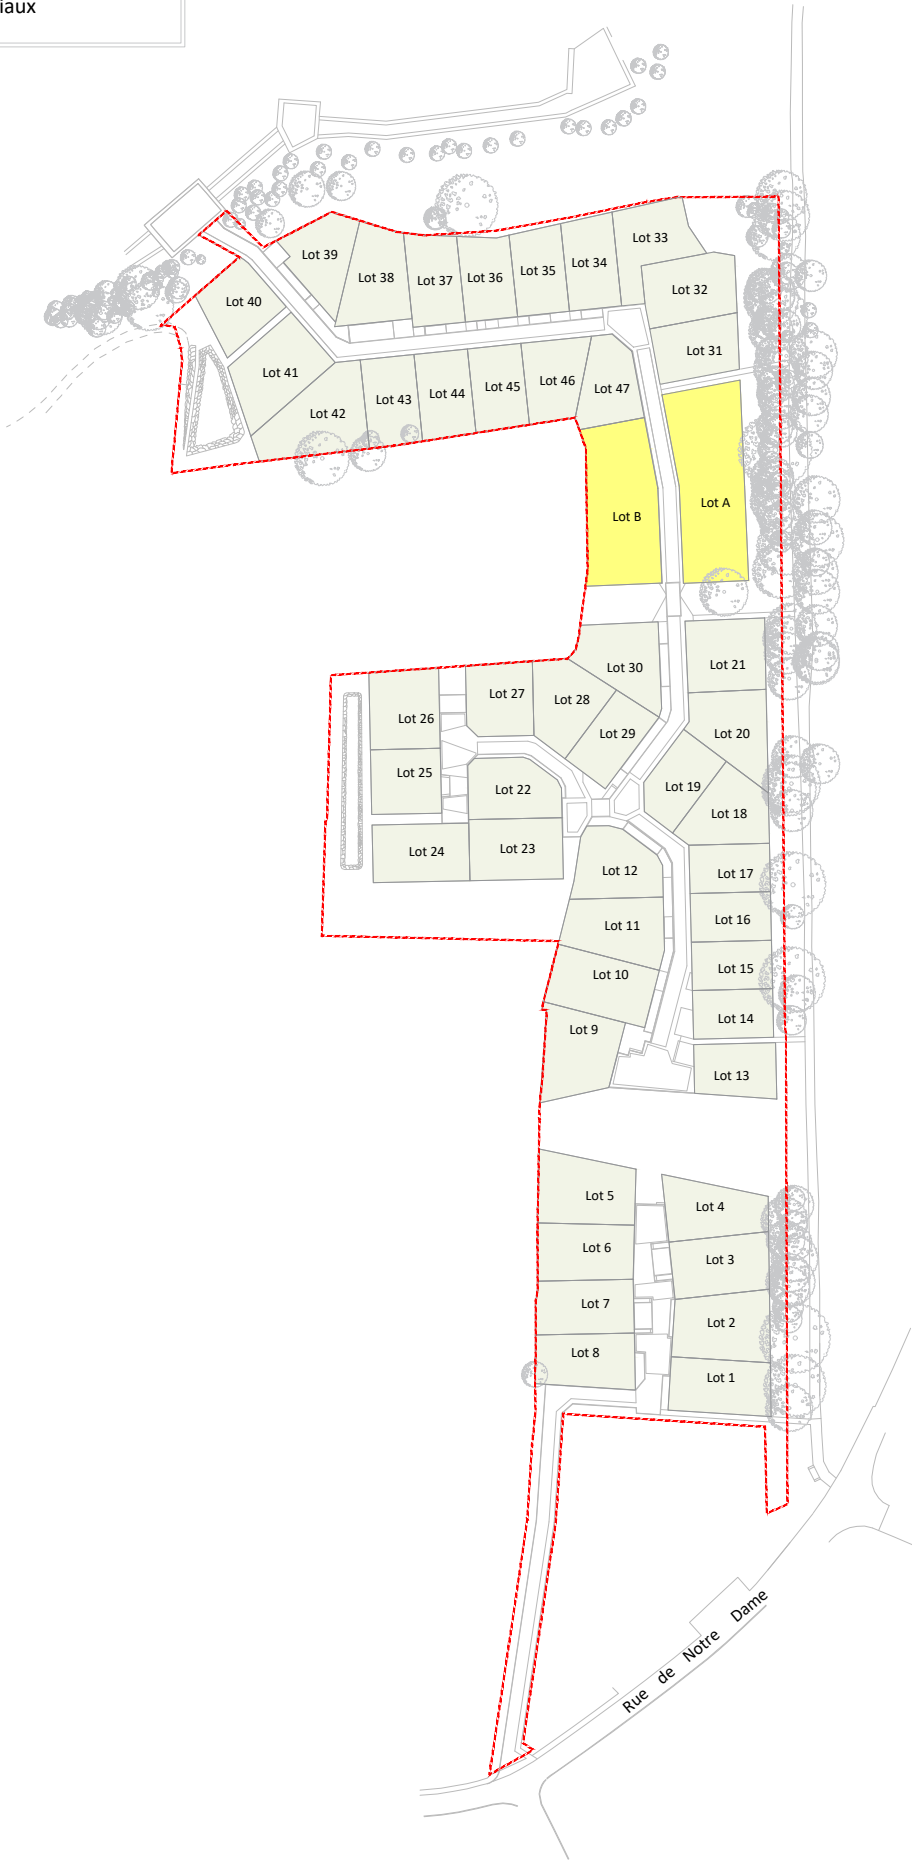 iaux
Lot 33
Lot 39
Lot 34
Lot 35
Lot 38
Lot 36
Lot 37
Lot 32
Lot 40
Lot 31
Lot 41
Lot 46
Lot 45
Lot 47
Lot 44
Lot 43
Lot 42
Lot A
Lot B
Lot 21
Lot 30
Lot 27
Lot 28
Lot 26
Lot 20
Lot 29
Lot 25
Lot 19
Lot 22
Lot 18
Lot 23
Lot 24
Lot 12
Lot 17
Lot 16
Lot 11
Lot 15
Lot 10
Lot 14
Lot 9
Lot 13
Lot 5
Lot 4
Lot 6
Lot 3
Lot 7
Lot 2
Lot 8
Lot 1
Rue de Notre Dame